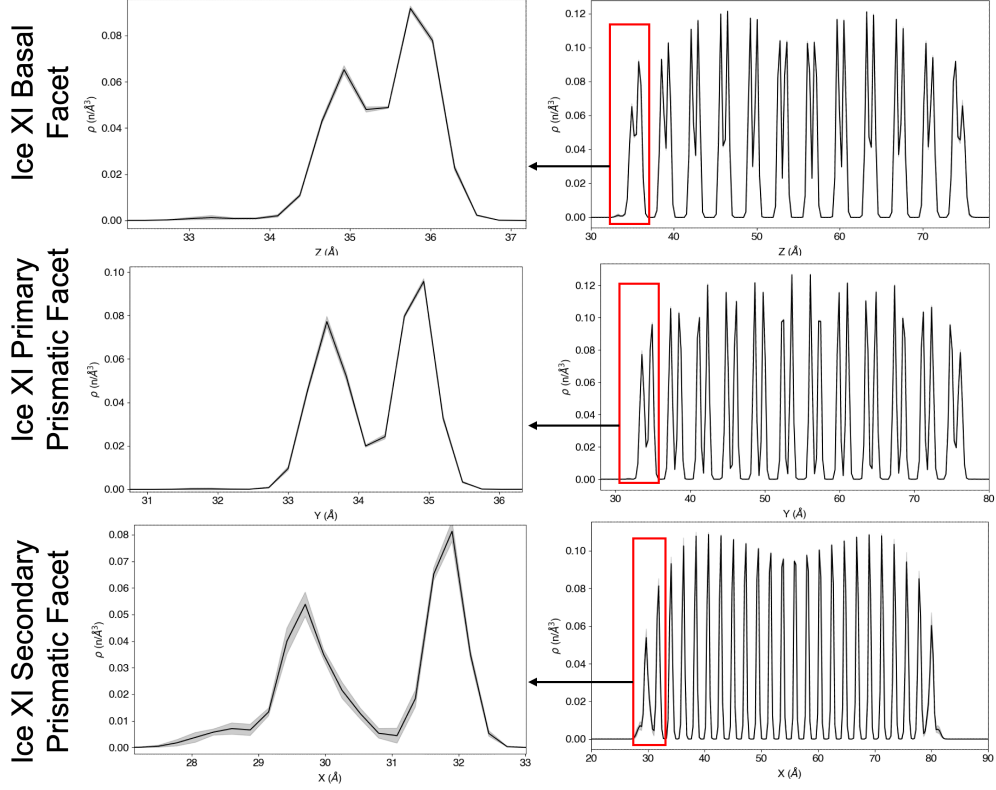 Ice XI Basal
Facet
ρ (n/Å³)
0.08
0.06
0.04
0.02
0.00
33 34 35 36 37
Z (Å)
ρ (n/Å³)
0.12
0.10
0.08
0.06
0.04
0.02
0.00
30 40 50 60 70
Z (Å)
Ice XI Primary
Prismatic Facet
ρ (n/Å³)
0.10
0.08
0.06
0.04
0.02
0.00
31 32 33 34 35 36
Y (Å)
ρ (n/Å³)
0.12
0.10
0.08
0.06
0.04
0.02
0.00
30 40 50 60 70 80
Y (Å)
Ice XI Secondary
Prismatic Facet
ρ (n/Å³)
0.08
0.07
0.06
0.05
0.04
0.03
0.02
0.01
0.00
28 29 30 31 32 33
X (Å)
ρ (n/Å³)
0.10
0.08
0.06
0.04
0.02
0.00
20 30 40 50 60 70 80 90
X (Å)